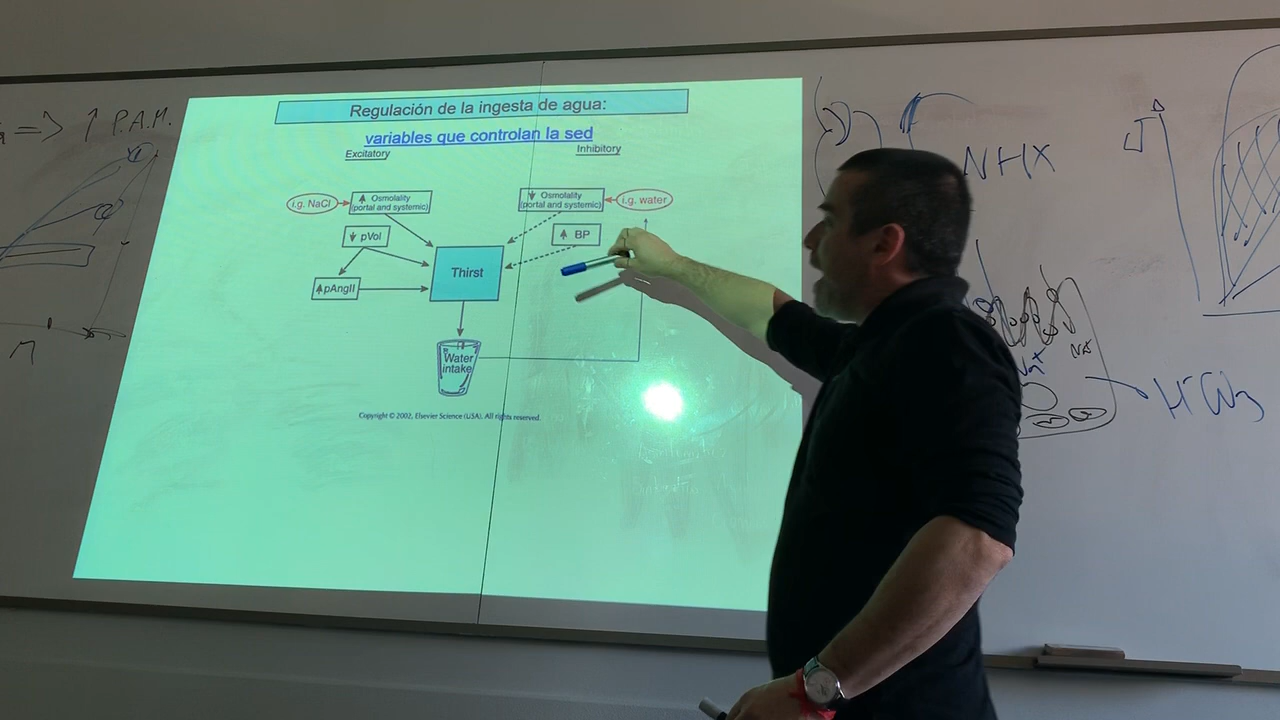 Regulación de la ingesta de agua:
variables que controlan la sed
Excitatory
Inhibitory
i.g. NaCl
↑ Osmolality
(portal and systemic)
↓ Osmolality
(portal and systemic)
i.g. water
↓ pVol
↑ BP
↑pAngII
Thirst
Water
intake
Copyright © 2002, Elsevier Science (USA). All rights reserved.
=> ↑ P.A.M.
NHX
Na+
Na+